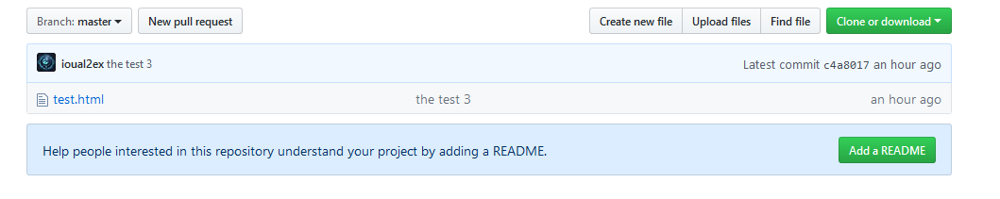 Branch: master New pull request Create new file Upload files Find file Clone or download
ioual2ex the test 3 Latest commit c4a8017 an hour ago
test.html the test 3 an hour ago
Help people interested in this repository understand your project by adding a README. Add a README